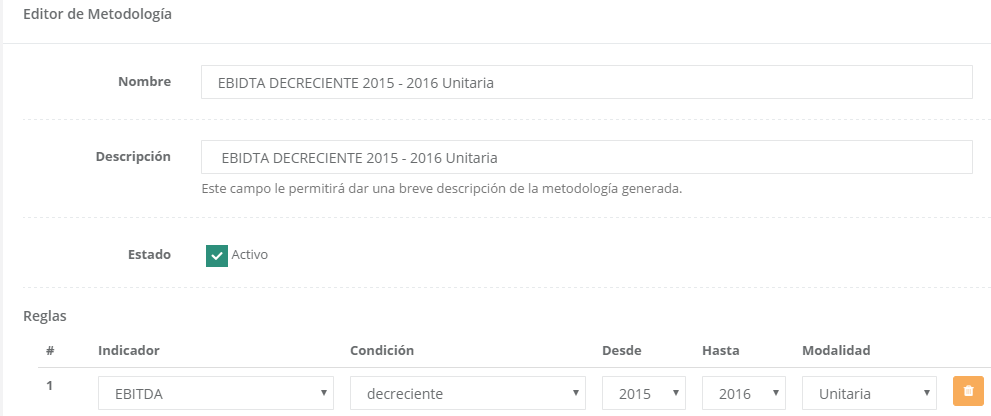 Editor de Metodología
Nombre
EBIDTA DECRECIENTE 2015 - 2016 Unitaria
Descripción
EBIDTA DECRECIENTE 2015 - 2016 Unitaria
Este campo le permitirá dar una breve descripción de la metodología generada.
Estado
Activo
Reglas
# Indicador Condición Desde Hasta Modalidad
1 EBITDA decreciente 2015 2016 Unitaria